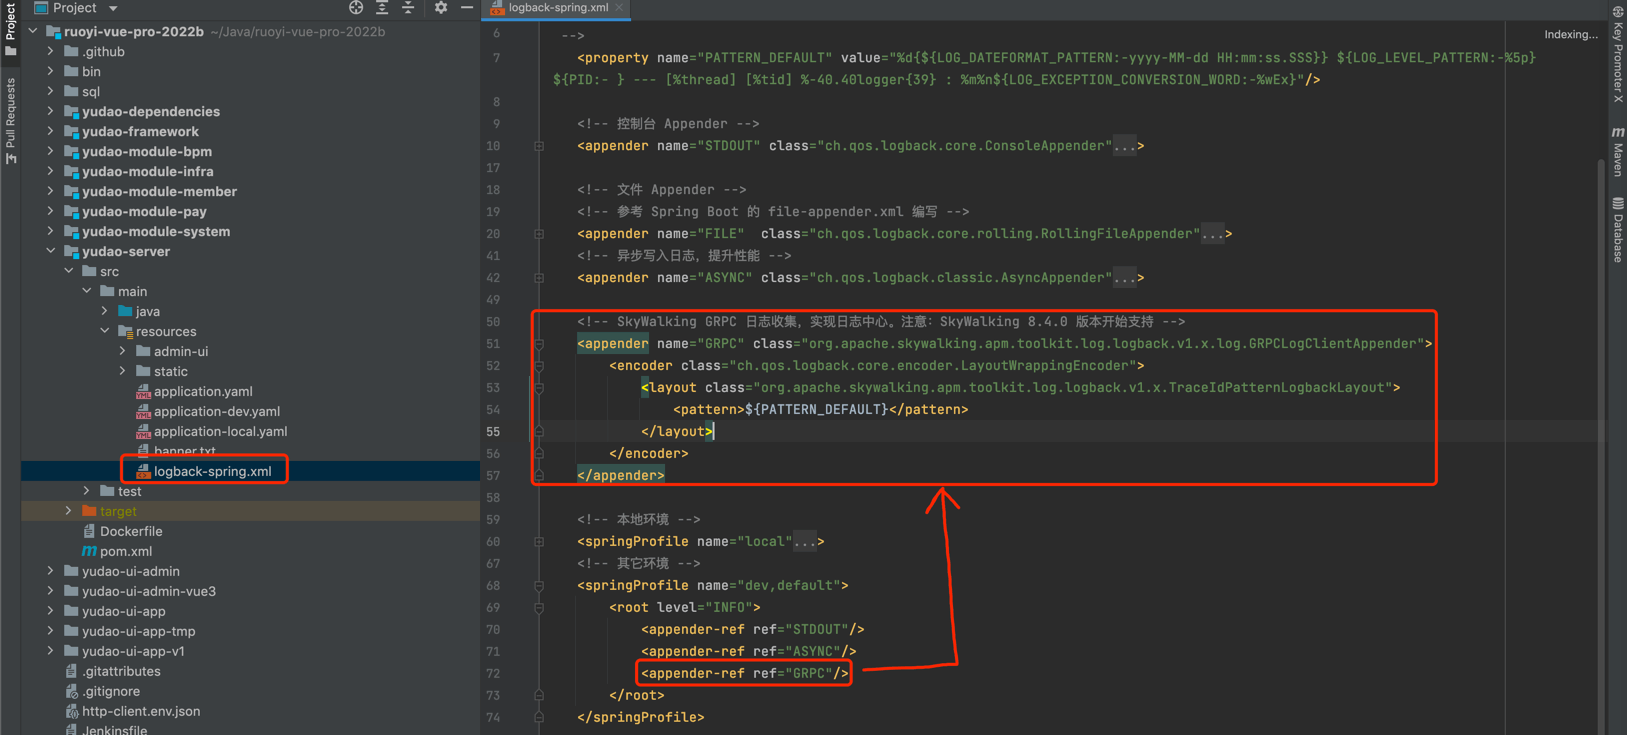 Project
logback-spring.xml
Indexing...
Project
Pull Requests
ruoyi-vue-pro-2022b ~/Java/ruoyi-vue-pro-2022b
.github
bin
sql
yudao-dependencies
yudao-framework
yudao-module-bpm
yudao-module-infra
yudao-module-member
yudao-module-pay
yudao-module-system
yudao-server
src
main
java
resources
admin-ui
static
application.yaml
application-dev.yaml
application-local.yaml
banner.txt
logback-spring.xml
test
target
Dockerfile
pom.xml
yudao-ui-admin
yudao-ui-admin-vue3
yudao-ui-app
yudao-ui-app-tmp
yudao-ui-app-v1
.gitattributes
.gitignore
http-client.env.json
Jenkinsfile
6 -->
7 <property name="PATTERN_DEFAULT" value="%d{${LOG_DATEFORMAT_PATTERN:-yyyy-MM-dd HH:mm:ss.SSS}} ${LOG_LEVEL_PATTERN:-%5p}
${PID:- } --- [%thread] [%tid] %-40.40logger{39} : %m%n${LOG_EXCEPTION_CONVERSION_WORD:-%wEx}"/>
8
9 <!-- 控制台 Appender -->
10 <appender name="STDOUT" class="ch.qos.logback.core.ConsoleAppender"...>
17
18 <!-- 文件 Appender -->
19 <!-- 参考 Spring Boot 的 file-appender.xml 编写 -->
20 <appender name="FILE"  class="ch.qos.logback.core.rolling.RollingFileAppender"...>
41 <!-- 异步写入日志，提升性能 -->
42 <appender name="ASYNC" class="ch.qos.logback.classic.AsyncAppender"...>
49
50 <!-- SkyWalking GRPC 日志收集，实现日志中心。注意：SkyWalking 8.4.0 版本开始支持 -->
51 <appender name="GRPC" class="org.apache.skywalking.apm.toolkit.log.logback.v1.x.log.GRPCLogClientAppender">
52 <encoder class="ch.qos.logback.core.encoder.LayoutWrappingEncoder">
53 <layout class="org.apache.skywalking.apm.toolkit.log.logback.v1.x.TraceIdPatternLogbackLayout">
54 <pattern>${PATTERN_DEFAULT}</pattern>
55 </layout>
56 </encoder>
57 </appender>
58
59 <!-- 本地环境 -->
60 <springProfile name="local"...>
67 <!-- 其它环境 -->
68 <springProfile name="dev,default">
69 <root level="INFO">
70 <appender-ref ref="STDOUT"/>
71 <appender-ref ref="ASYNC"/>
72 <appender-ref ref="GRPC"/>
73 </root>
74 </springProfile>
Key Promoter X
Maven
Database